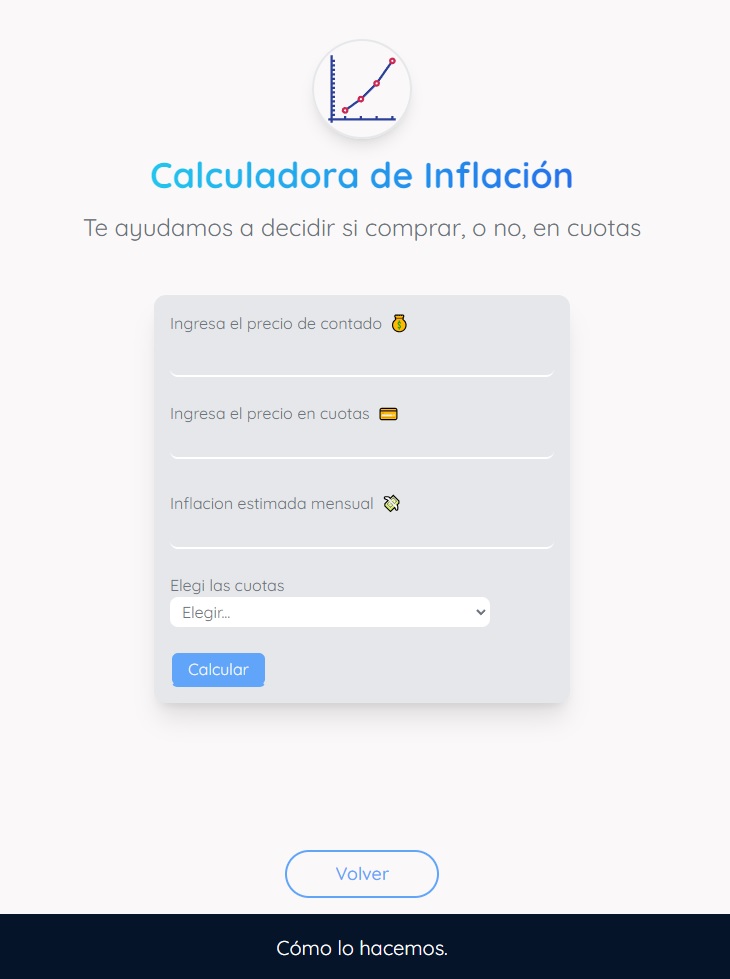 Calculadora de Inflación
Te ayudamos a decidir si comprar, o no, en cuotas
Ingresa el precio de contado
Ingresa el precio en cuotas
Inflacion estimada mensual
Elegi las cuotas
Elegir...
Calcular
Volver
Cómo lo hacemos.